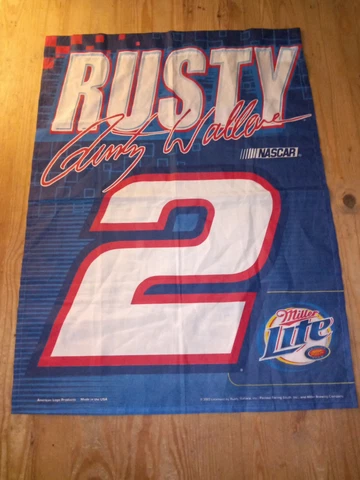 RUSTY
Rusty Wallace
NASCAR
2
Miller
Lite